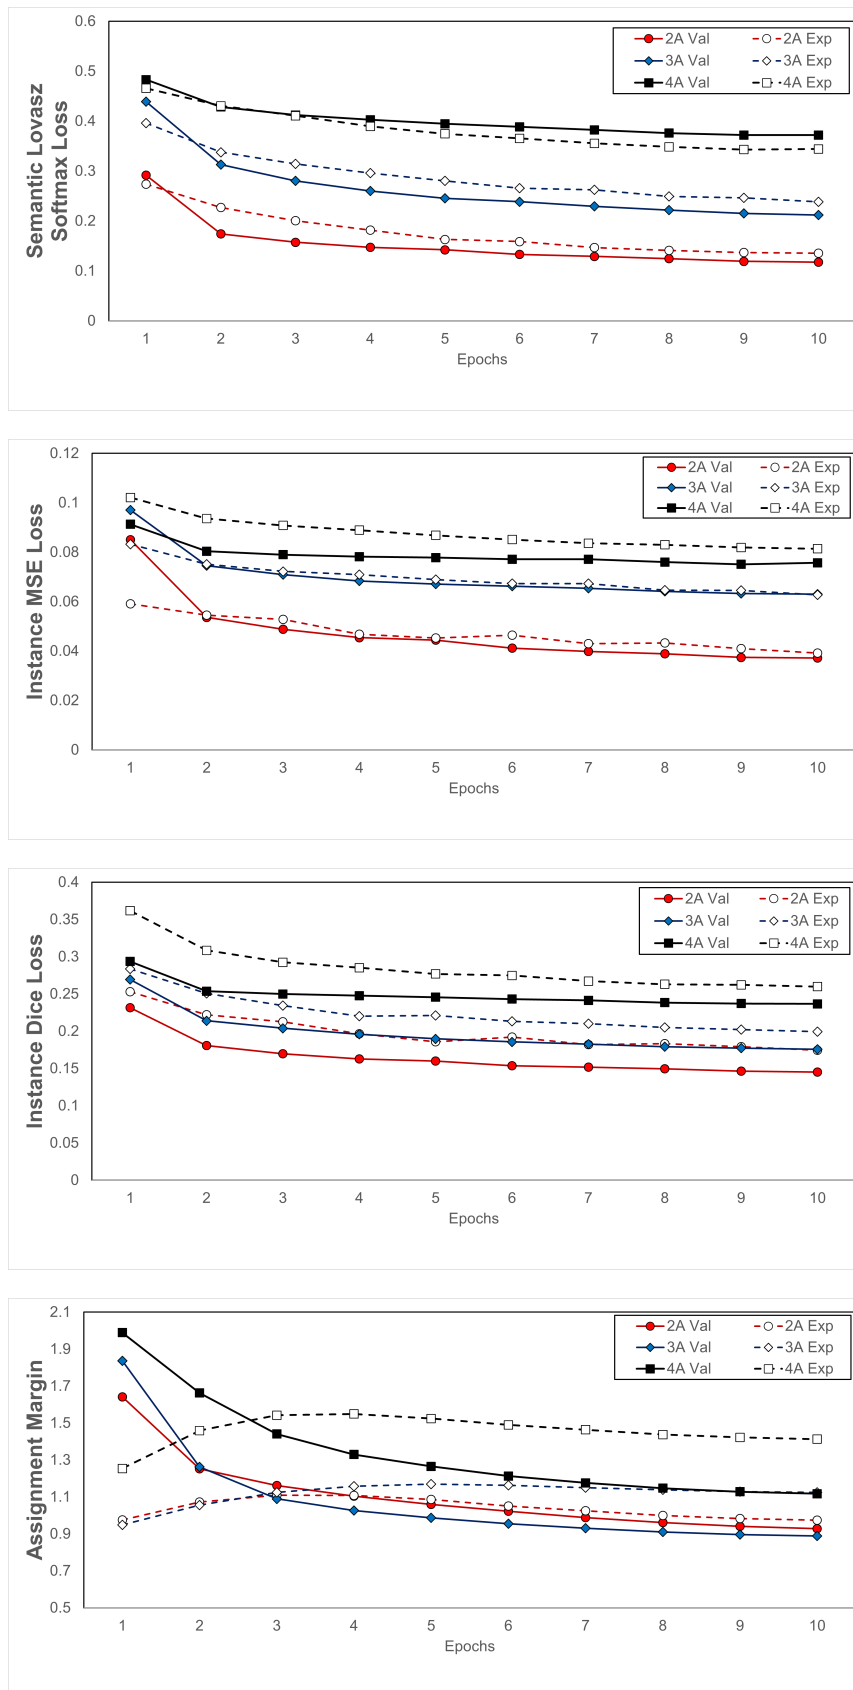 Semantic Lovasz
Softmax Loss
0.6
0.5
0.4
0.3
0.2
0.1
0
2A Val 2A Exp
3A Val 3A Exp
4A Val 4A Exp
1 2 3 4 5 6 7 8 9 10
Epochs
Instance MSE Loss
0.12
0.1
0.08
0.06
0.04
0.02
0
2A Val 2A Exp
3A Val 3A Exp
4A Val 4A Exp
1 2 3 4 5 6 7 8 9 10
Epochs
Instance Dice Loss
0.4
0.35
0.3
0.25
0.2
0.15
0.1
0.05
0
2A Val 2A Exp
3A Val 3A Exp
4A Val 4A Exp
1 2 3 4 5 6 7 8 9 10
Epochs
Assignment Margin
2.1
1.9
1.7
1.5
1.3
1.1
0.9
0.7
0.5
2A Val 2A Exp
3A Val 3A Exp
4A Val 4A Exp
1 2 3 4 5 6 7 8 9 10
Epochs